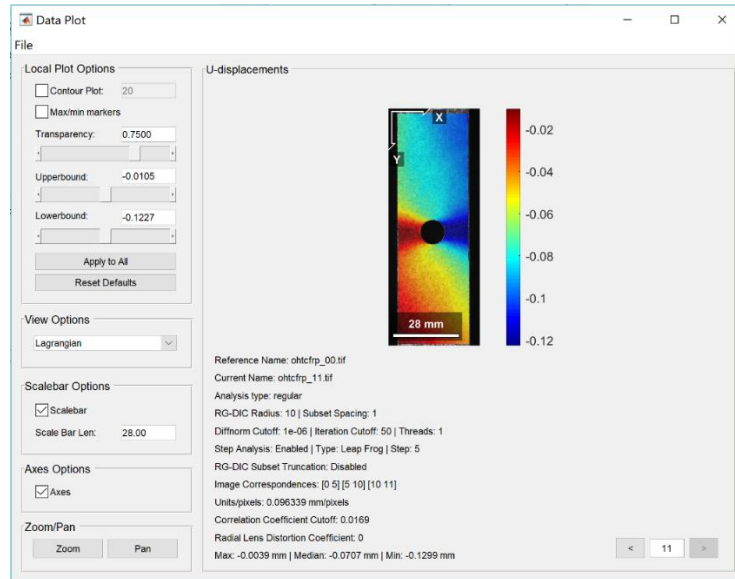 Data Plot
File
Local Plot Options
Contour Plot: 20
Max/min markers
Transparency: 0.7500
Upperbound: -0.0105
Lowerbound: -0.1227
Apply to All
Reset Defaults
View Options
Lagrangian
Scalebar Options
Scalebar
Scale Bar Len: 28.00
Axes Options
Axes
Zoom/Pan
Zoom Pan
U-displacements
X
Y
28 mm
-0.02
-0.04
-0.06
-0.08
-0.1
-0.12
Reference Name: ohtcfrp_00.tif
Current Name: ohtcfrp_11.tif
Analysis type: regular
RG-DIC Radius: 10 | Subset Spacing: 1
Diffnorm Cutoff: 1e-06 | Iteration Cutoff: 50 | Threads: 1
Step Analysis: Enabled | Type: Leap Frog | Step: 5
RG-DIC Subset Truncation: Disabled
Image Correspondences: [0 5] [5 10] [10 11]
Units/pixels: 0.096339 mm/pixels
Correlation Coefficient Cutoff: 0.0169
Radial Lens Distortion Coefficient: 0
Max: -0.0039 mm | Median: -0.0707 mm | Min: -0.1299 mm
< 11 >